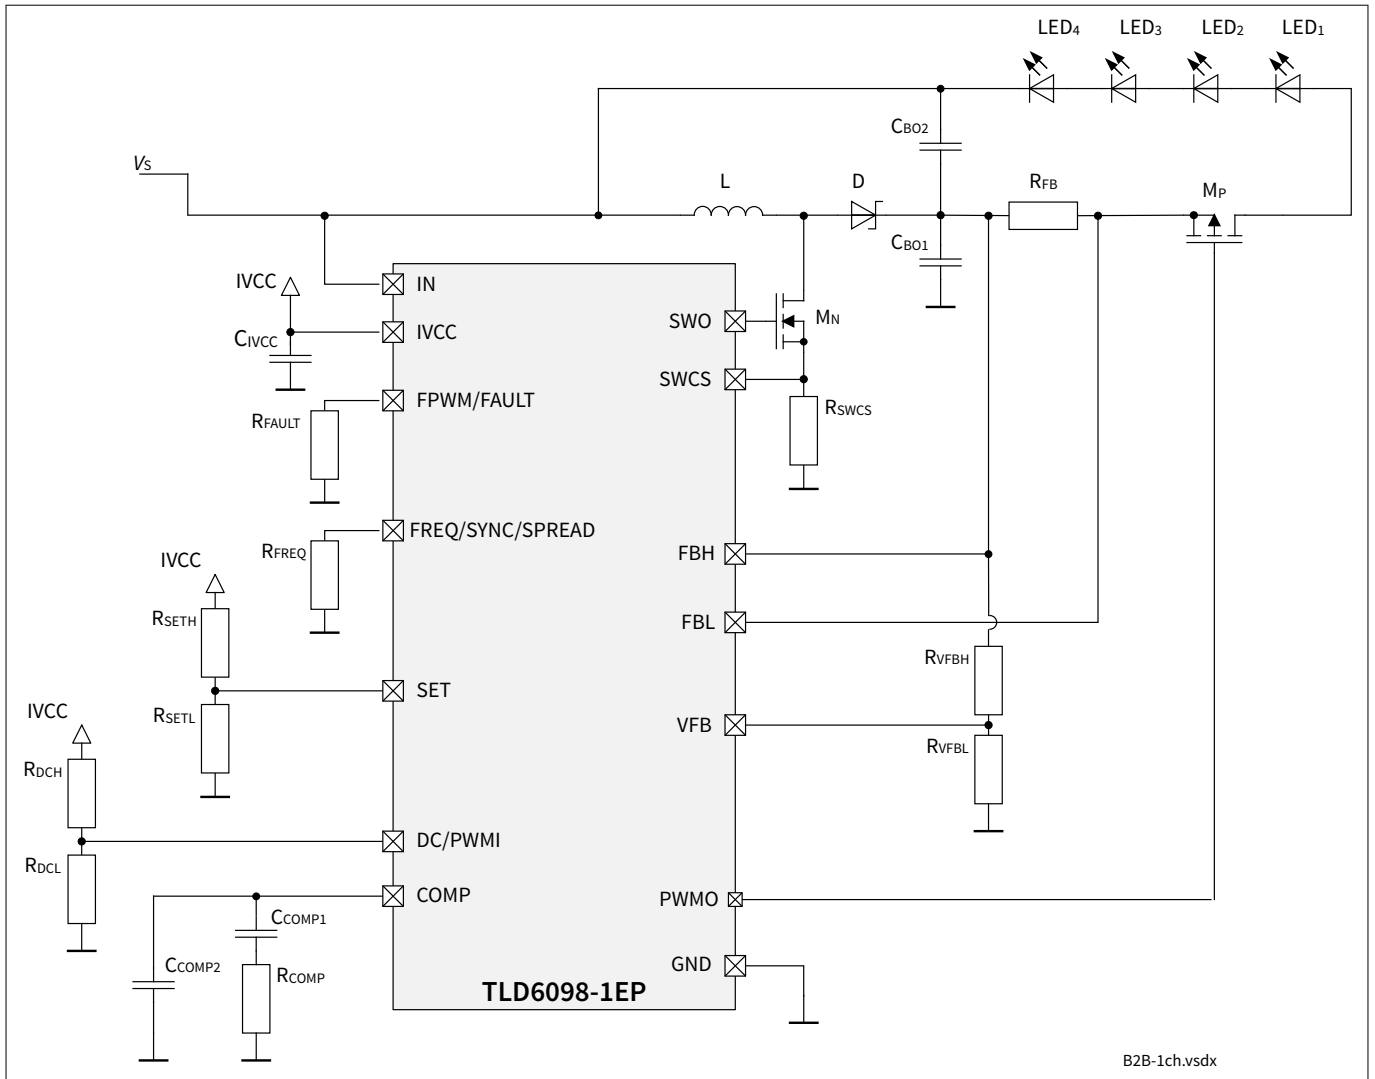 LED4 LED3 LED2 LED1
CBO2
VS
L D RFB MP
CBO1
IVCC IN
SWO MN
CIVCC IVCC
SWCS
FPWM/FAULT RSWCS
RFAULT
FREQ/SYNC/SPREAD
RFREQ FBH
IVCC
RSETH FBL
RVFBH
SET
IVCC RSETL VFB
RVFBL
RDCH
DC/PWMI
RDCL
COMP PWMO
CCOMP1
CCOMP2 RCOMP GND
TLD6098-1EP
B2B-1ch.vsdx